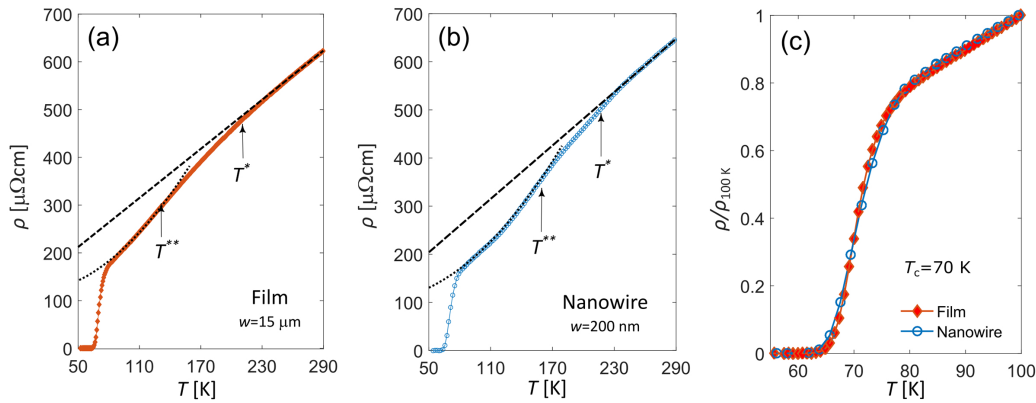 (a)
700
600
500
400
300
200
100
0
ρ [μΩcm]
T*
T**
Film
w=15 μm
50 110 170 230 290
T [K]
(b)
700
600
500
400
300
200
100
0
ρ [μΩcm]
T*
T**
Nanowire
w=200 nm
50 110 170 230 290
T [K]
(c)
1
0.8
0.6
0.4
0.2
0
ρ/ρ100 K
Tc=70 K
Film
Nanowire
60 70 80 90 100
T [K]